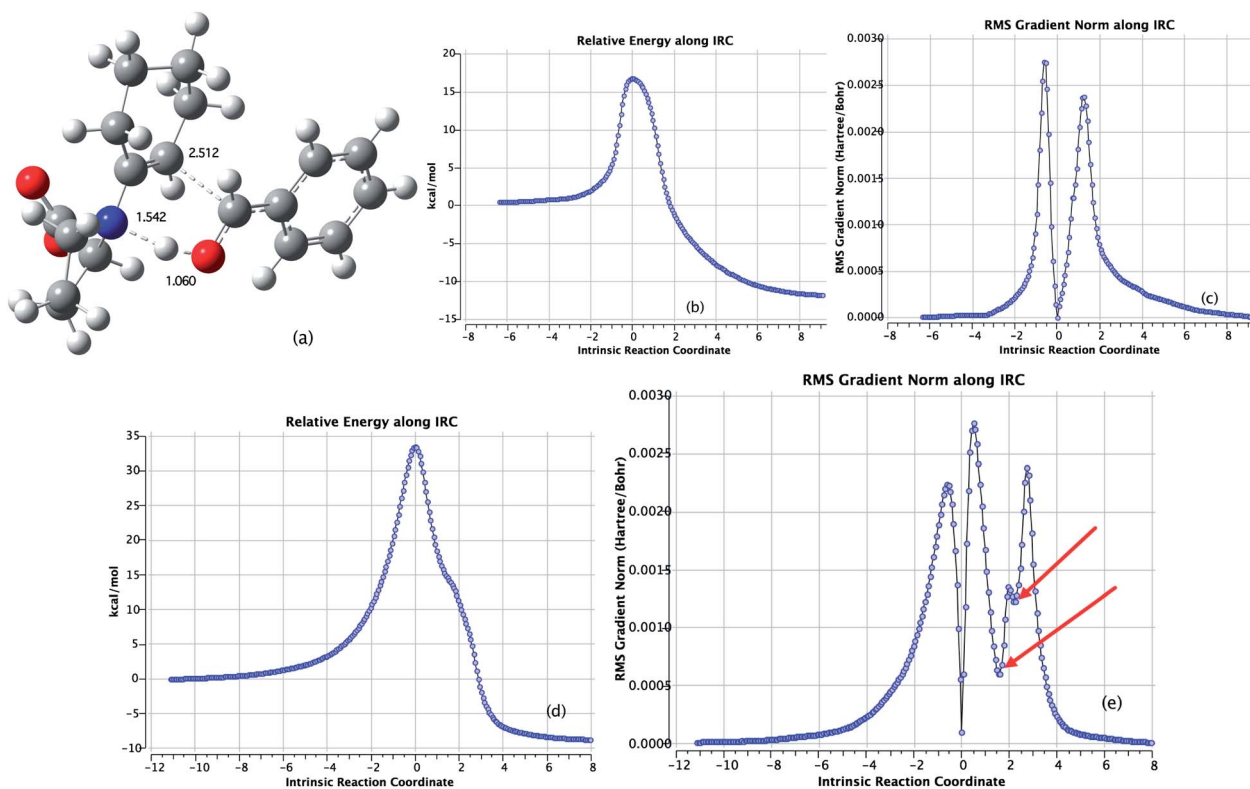 2.512
1.542
1.060
(a)
Relative Energy along IRC
kcal/mol
20
15
10
5
0
−5
−10
−15
−8 −6 −4 −2 0 2 4 6 8
Intrinsic Reaction Coordinate
(b)
RMS Gradient Norm along IRC
RMS Gradient Norm (Hartree/Bohr)
0.0030
0.0025
0.0020
0.0015
0.0010
0.0005
0.0000
−8 −6 −4 −2 0 2 4 6 8
Intrinsic Reaction Coordinate
(c)
Relative Energy along IRC
kcal/mol
35
30
25
20
15
10
5
0
−5
−10
−12 −10 −8 −6 −4 −2 0 2 4 6 8
Intrinsic Reaction Coordinate
(d)
RMS Gradient Norm along IRC
RMS Gradient Norm (Hartree/Bohr)
0.0030
0.0025
0.0020
0.0015
0.0010
0.0005
0.0000
−12 −10 −8 −6 −4 −2 0 2 4 6 8
Intrinsic Reaction Coordinate
(e)